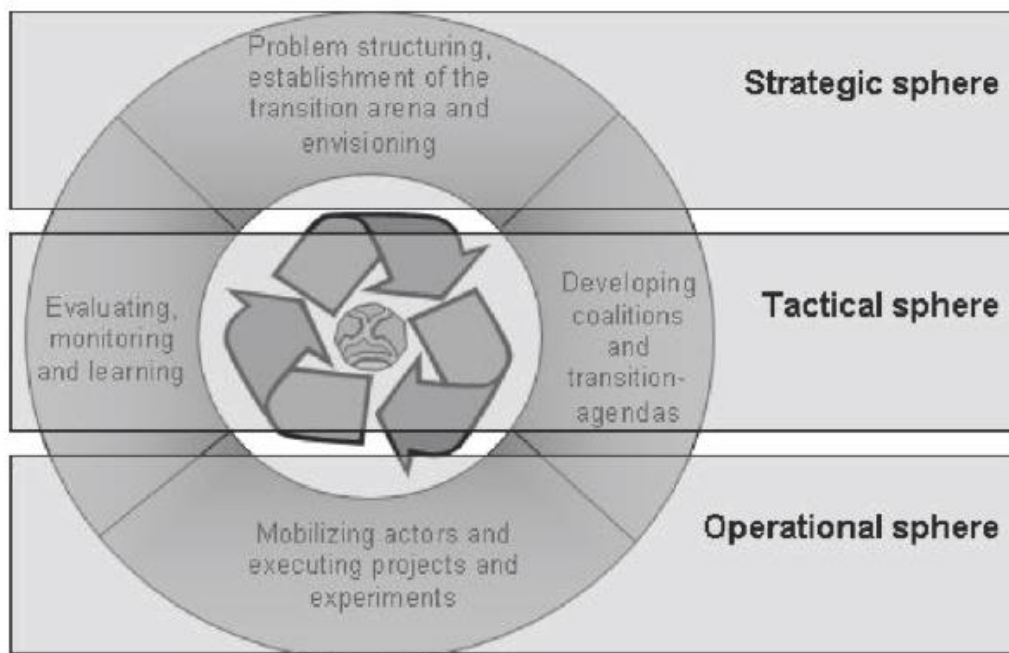 Problem structuring,
establishment of the
transition arena and
envisioning
Strategic sphere
Evaluating,
monitoring
and learning
Developing
coalitions
and
transition-
agendas
Tactical sphere
Mobilizing actors and
executing projects and
experiments
Operational sphere